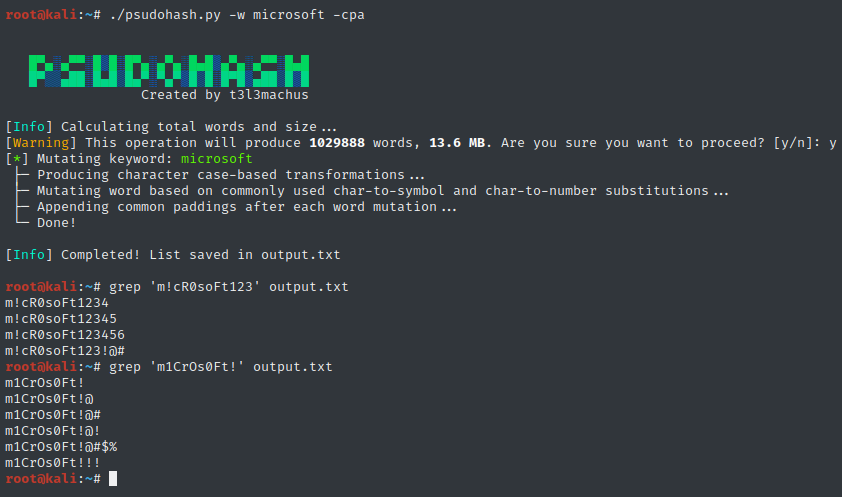 root@kali:~# ./psudohash.py -w microsoft -cpa
PSUDOHASH
Created by t3l3machus
[Info] Calculating total words and size...
[Warning] This operation will produce 1029888 words, 13.6 MB. Are you sure you want to proceed? [y/n]: y
[*] Mutating keyword: microsoft
├─ Producing character case-based transformations...
├─ Mutating word based on commonly used char-to-symbol and char-to-number substitutions...
├─ Appending common paddings after each word mutation...
└─ Done!
[Info] Completed! List saved in output.txt
root@kali:~# grep 'm!cR0soFt123' output.txt
m!cR0soFt1234
m!cR0soFt12345
m!cR0soFt123456
m!cR0soFt123!@#
root@kali:~# grep 'm1CrOs0Ft!' output.txt
m1CrOs0Ft!
m1CrOs0Ft!@
m1CrOs0Ft!@#
m1CrOs0Ft!@!
m1CrOs0Ft!@#$%
m1CrOs0Ft!!!
root@kali:~#